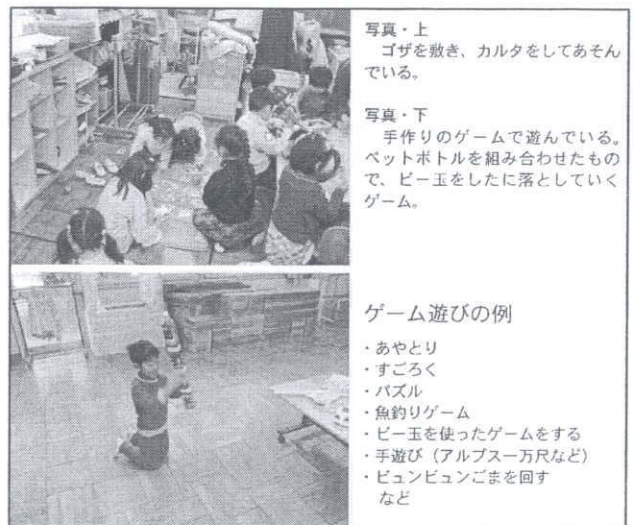 写真・上
ゴザを敷き、カルタをしてあそん
でいる。
写真・下
手作りのゲームで遊んでいる。
ペットボトルを組み合わせたもの
で、ビー玉をしたに落としていく
ゲーム。
ゲーム遊びの例
・あやとり
・すごろく
・パズル
・魚釣りゲーム
・ビー玉を使ったゲームをする
・手遊び（アルプス一万尺など）
・ビュンビュンごまを回す
など